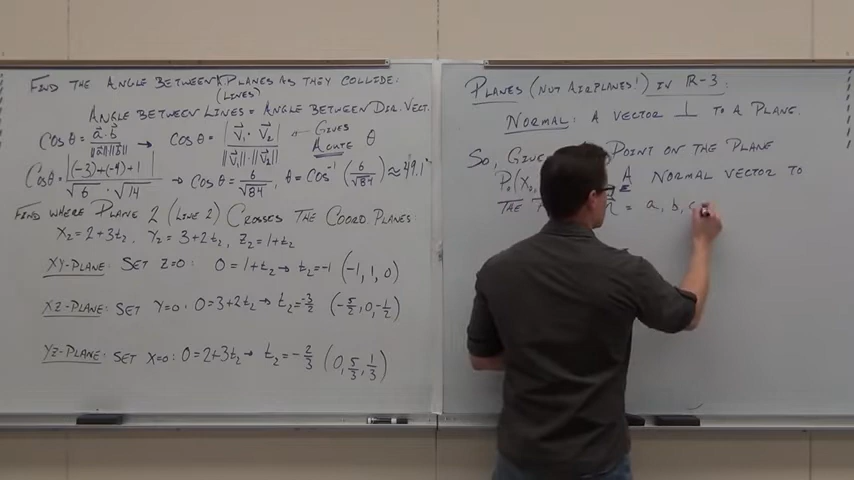 FIND THE ANGLE BETWEEN PLANES AS THEY COLLIDE:
(LINES)
ANGLE BETWEEN LINES = ANGLE BETWEEN DIR. VECT.
COS θ = a⃗·b⃗ / ||a⃗|| ||b⃗|| → COS θ = |v⃗₁·v⃗₂| / ||v⃗₁||·||v⃗₂|| ← GIVES ACUTE θ
COS θ = |(-3)+(-4)+1| / √6·√14 → COS θ = 6/√84, θ = COS⁻¹(6/√84) ≈ 49.1°
FIND WHERE PLANE 2 (LINE 2) CROSSES THE COORD PLANES:
X₂ = 2+3t₂, Y₂ = 3+2t₂, Z₂ = 1+t₂
XY-PLANE: SET Z=0: 0 = 1+t₂ → t₂ = -1 (-1, 1, 0)
XZ-PLANE: SET Y=0: 0 = 3+2t₂ → t₂ = -3/2 (-5/2, 0, -1/2)
YZ-PLANE: SET X=0: 0 = 2+3t₂ → t₂ = -2/3 (0, 5/3, 1/3)
PLANES (NOT AIRPLANES!) IN R-3:
NORMAL: A VECTOR ⊥ TO A PLANE.
SO, POINT ON THE PLANE
P₀(X₀, A NORMAL VECTOR TO
THE = a, b, c